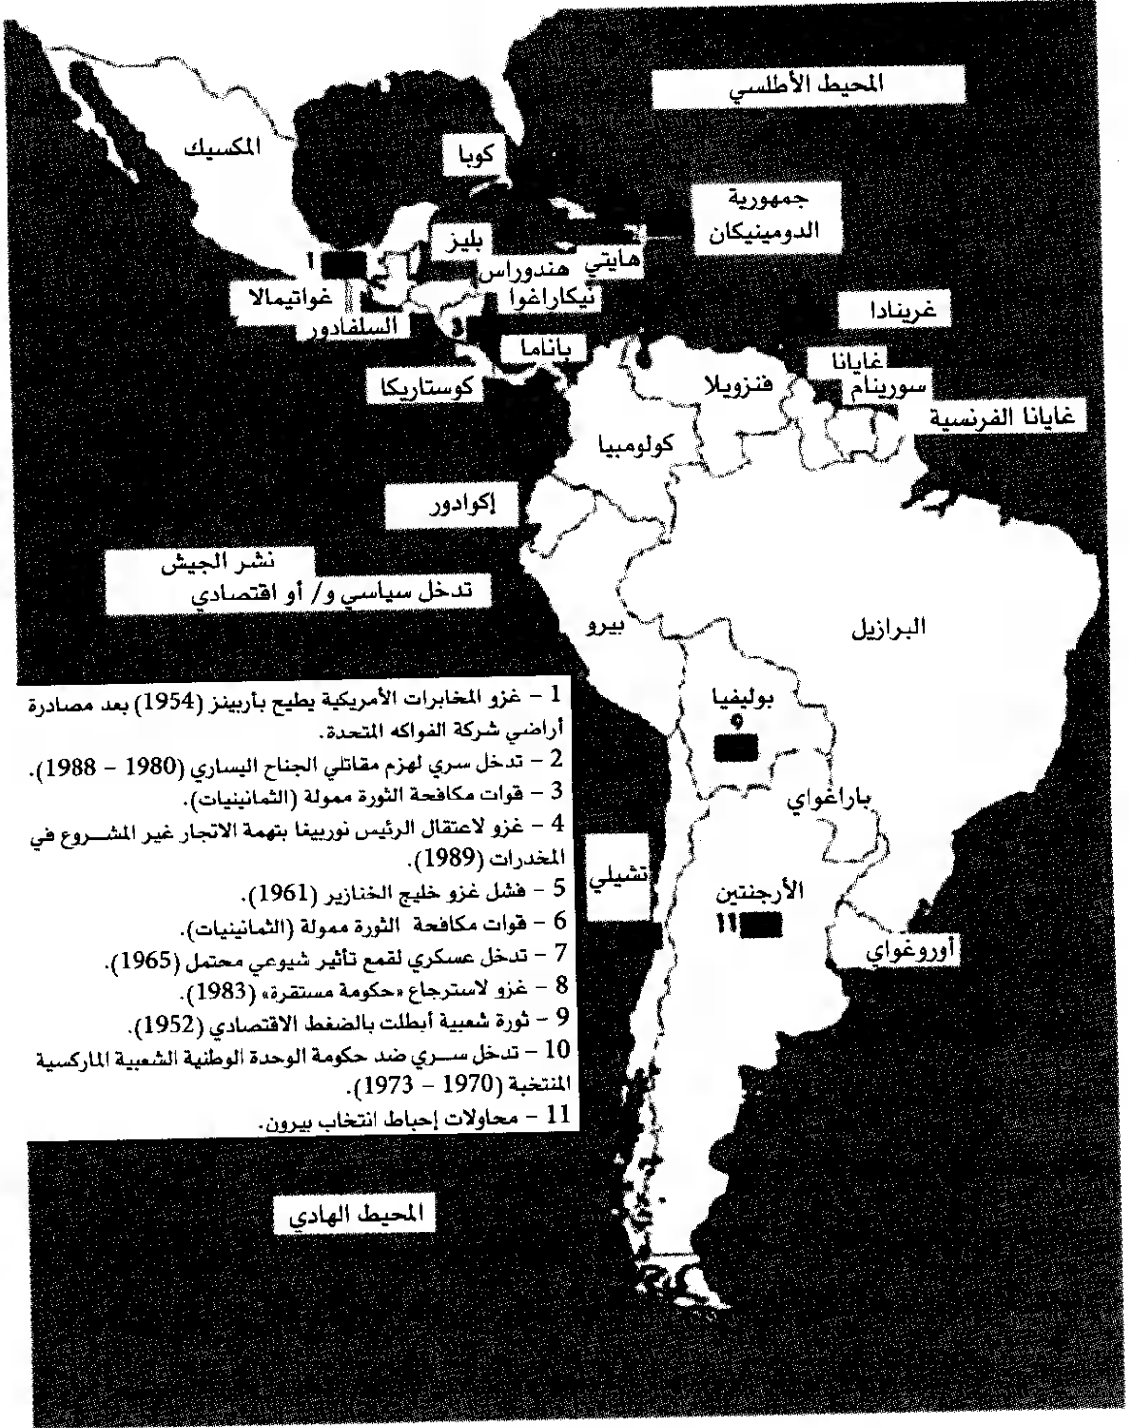 المحيط الأطلسي
المكسيك
كوبا
جمهورية
الدومينيكان
بليز
هايتي
هندوراس
1
نيكاراغوا
غواتيمالا
السلفادور
3
غرينادا
باناما
كوستاريكا
فنزويلا
غايانا
سورينام
غايانا الفرنسية
كولومبيا
إكوادور
نشر الجيش
تدخل سياسي و/ أو اقتصادي
بيرو
البرازيل
بوليفيا
9
باراغواي
تشيلي
الأرجنتين
11
أوروغواي
1 – غزو المخابرات الأمريكية يطيح بأربينز (1954) بعد مصادرة
أراضي شركة الفواكه المتحدة.
2 – تدخل سري لهزم مقاتلي الجناح اليساري (1980 – 1988).
3 – قوات مكافحة الثورة ممولة (الثمانينيات).
4 – غزو لاعتقال الرئيس نورييغا بتهمة الاتجار غير المشروع في
المخدرات (1989).
5 – فشل غزو خليج الخنازير (1961).
6 – قوات مكافحة الثورة ممولة (الثمانينيات).
7 – تدخل عسكري لقمع تأثير شيوعي محتمل (1965).
8 – غزو لاسترجاع «حكومة مستقرة» (1983).
9 – ثورة شعبية أبطلت بالضغط الاقتصادي (1952).
10 – تدخل سري ضد حكومة الوحدة الوطنية الشعبية الماركسية
المنتخبة (1970 – 1973).
11 – محاولات إحباط انتخاب بيرون.
المحيط الهادي